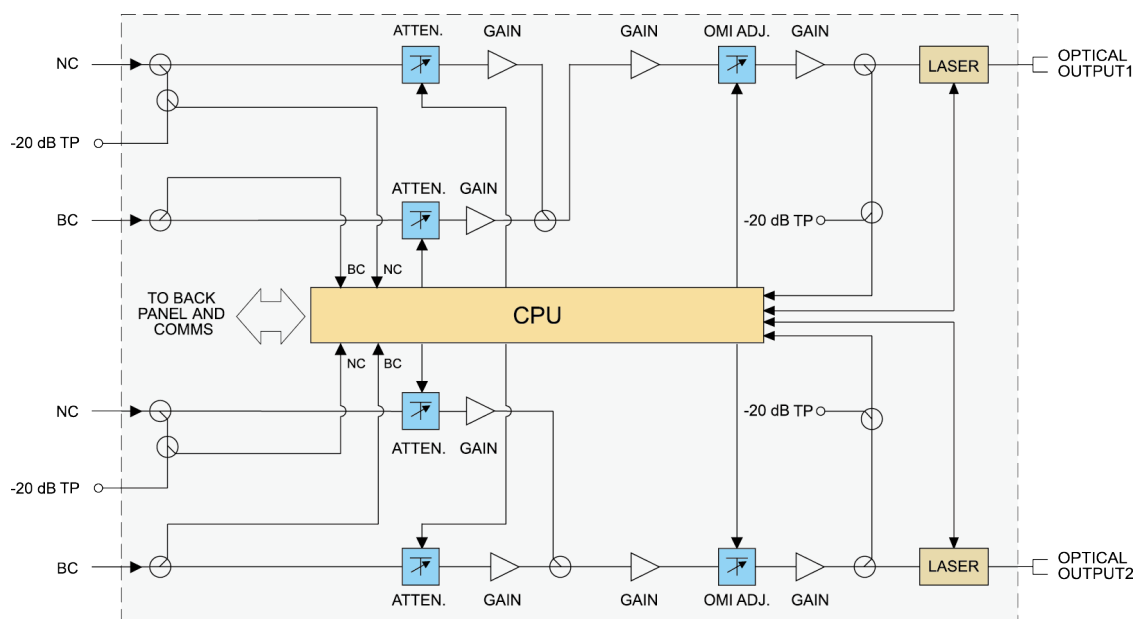 ATTEN.
GAIN
GAIN
OMI ADJ.
GAIN
NC
LASER
OPTICAL
OUTPUT1
-20 dB TP
ATTEN.
GAIN
BC
-20 dB TP
BC
NC
TO BACK
PANEL AND
COMMS
CPU
NC
BC
NC
-20 dB TP
ATTEN.
GAIN
-20 dB TP
BC
LASER
OPTICAL
OUTPUT2
ATTEN.
GAIN
GAIN
OMI ADJ.
GAIN